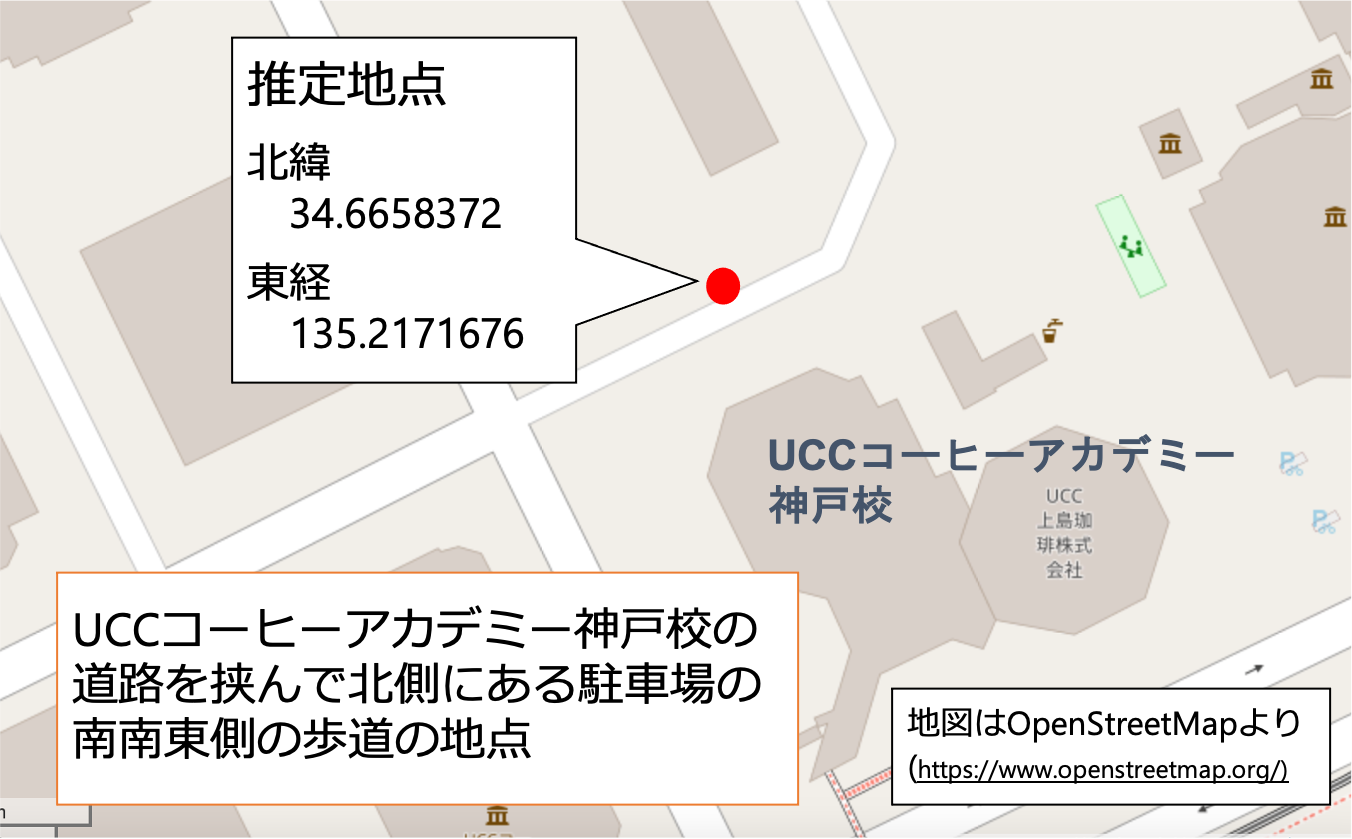 推定地点
北緯
34.6658372
東経
135.2171676
UCCコーヒーアカデミー
神戸校
UCC
上島珈
琲株式
会社
UCCコーヒーアカデミー神戸校の
道路を挟んで北側にある駐車場の
南南東側の歩道の地点
地図はOpenStreetMapより
(https://www.openstreetmap.org/)